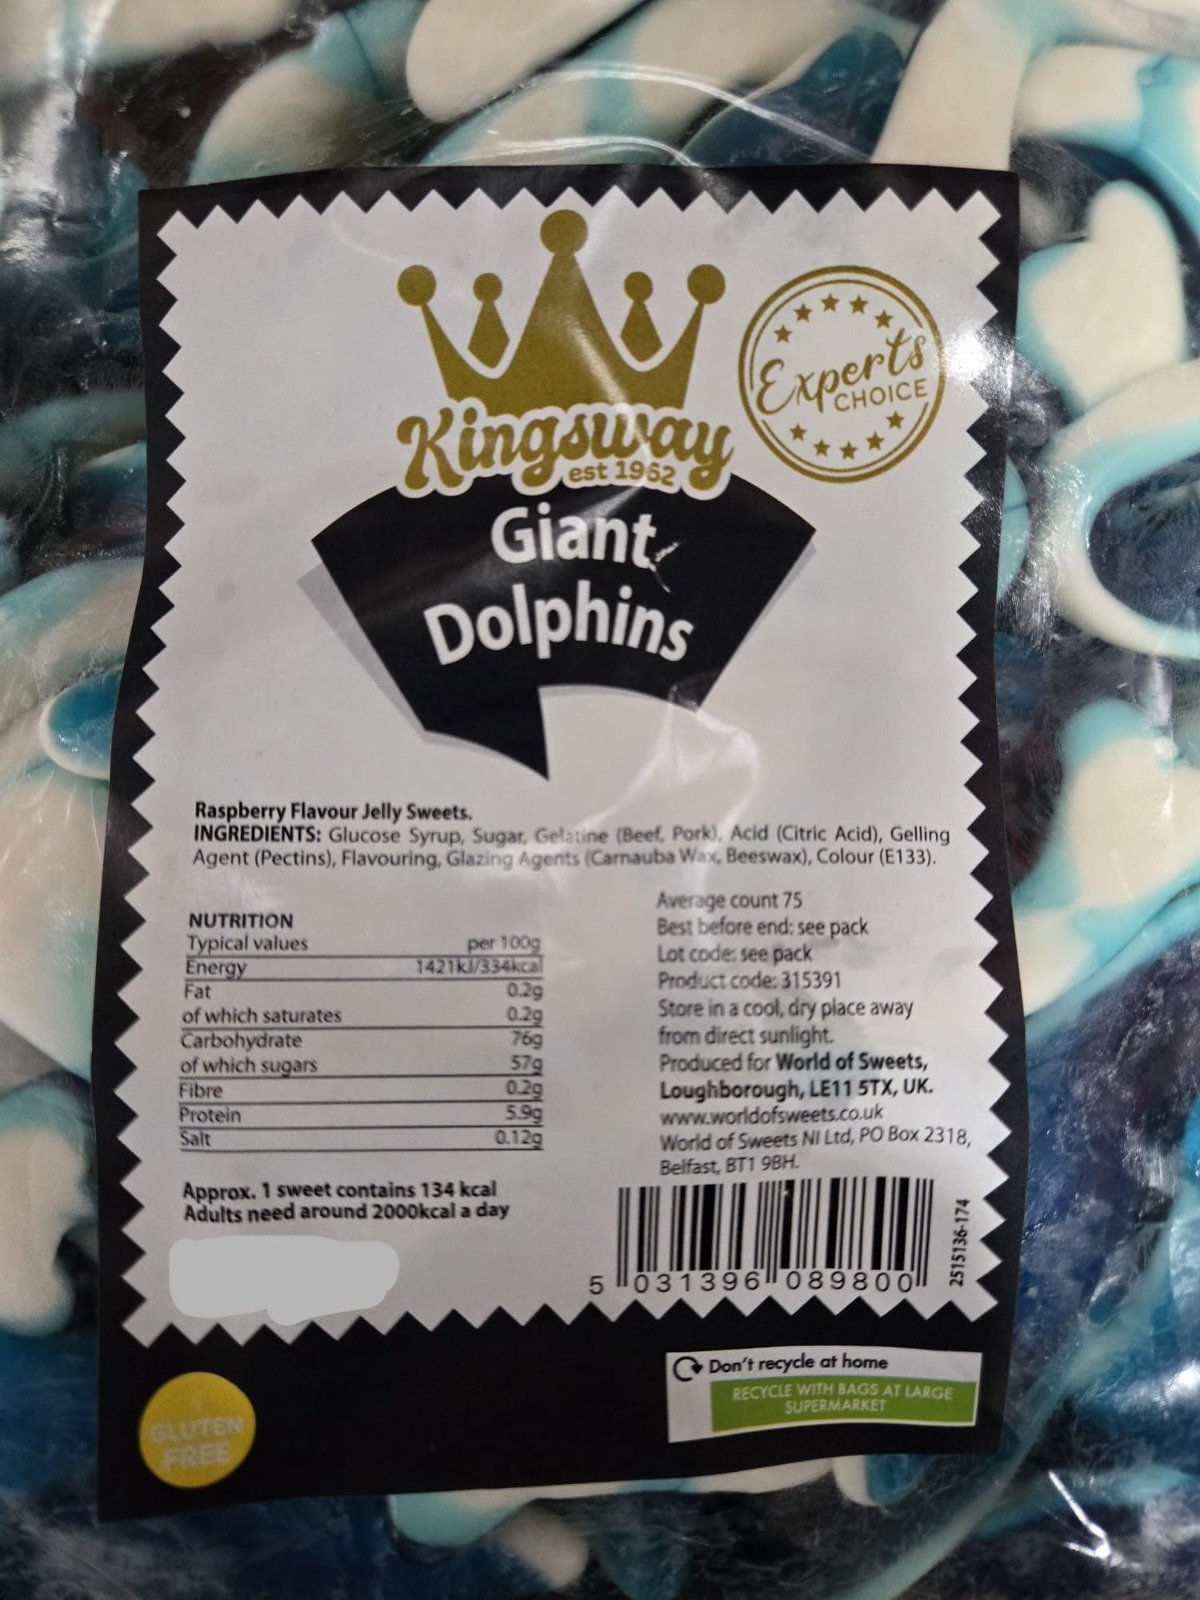 Kingsway
est 1962
Experts
CHOICE
Giant
Dolphins
Raspberry Flavour Jelly Sweets.
INGREDIENTS: Glucose Syrup, Sugar, Gelatine (Beef, Pork), Acid (Citric Acid), Gelling
Agent (Pectins), Flavouring, Glazing Agents (Carnauba Wax, Beeswax), Colour (E133).
NUTRITION
Typical values per 100g
Energy 1421kJ/334kcal
Fat 0.2g
of which saturates 0.2g
Carbohydrate 76g
of which sugars 57g
Fibre 0.2g
Protein 5.9g
Salt 0.12g
Approx. 1 sweet contains 134 kcal
Adults need around 2000kcal a day
Average count 75
Best before end: see pack
Lot code: see pack
Product code: 315391
Store in a cool, dry place away
from direct sunlight.
Produced for World of Sweets,
Loughborough, LE11 5TX, UK.
www.worldofsweets.co.uk
World of Sweets NI Ltd, PO Box 2318,
Belfast, BT1 9BH.
5 031396 089800
2515136-174
Don't recycle at home
RECYCLE WITH BAGS AT LARGE
SUPERMARKET
GLUTEN
FREE